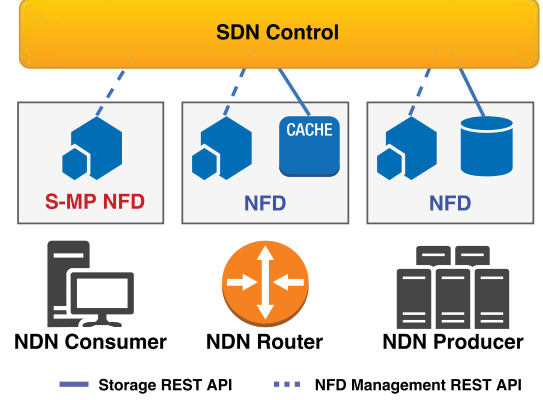 SDN Control
CACHE
S-MP NFD
NFD
NFD
NDN Consumer
NDN Router
NDN Producer
Storage REST API
NFD Management REST API